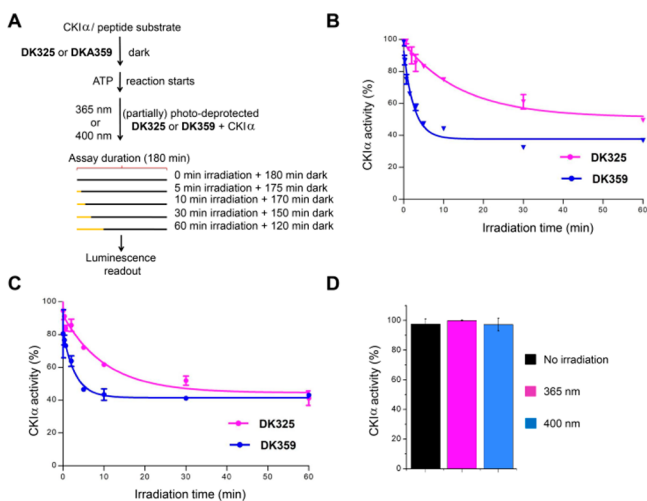 A
CKIα/ peptide substrate
DK325 or DKA359 dark
ATP reaction starts
365 nm
or
400 nm
(partially) photo-deprotected
DK325 or DK359 + CKIα
Assay duration (180 min)
0 min irradiation + 180 min dark
5 min irradiation + 175 min dark
10 min irradiation + 170 min dark
30 min irradiation + 150 min dark
60 min irradiation + 120 min dark
Luminescence
readout
B
CKIα activity (%)
100
80
60
40
20
0
0 10 20 30 40 50 60
Irradiation time (min)
DK325
DK359
C
CKIα activity (%)
100
80
60
40
20
0
0 10 20 30 40 50 60
Irradiation time (min)
DK325
DK359
D
CKIα activity (%)
100
80
60
40
20
0
No irradiation
365 nm
400 nm